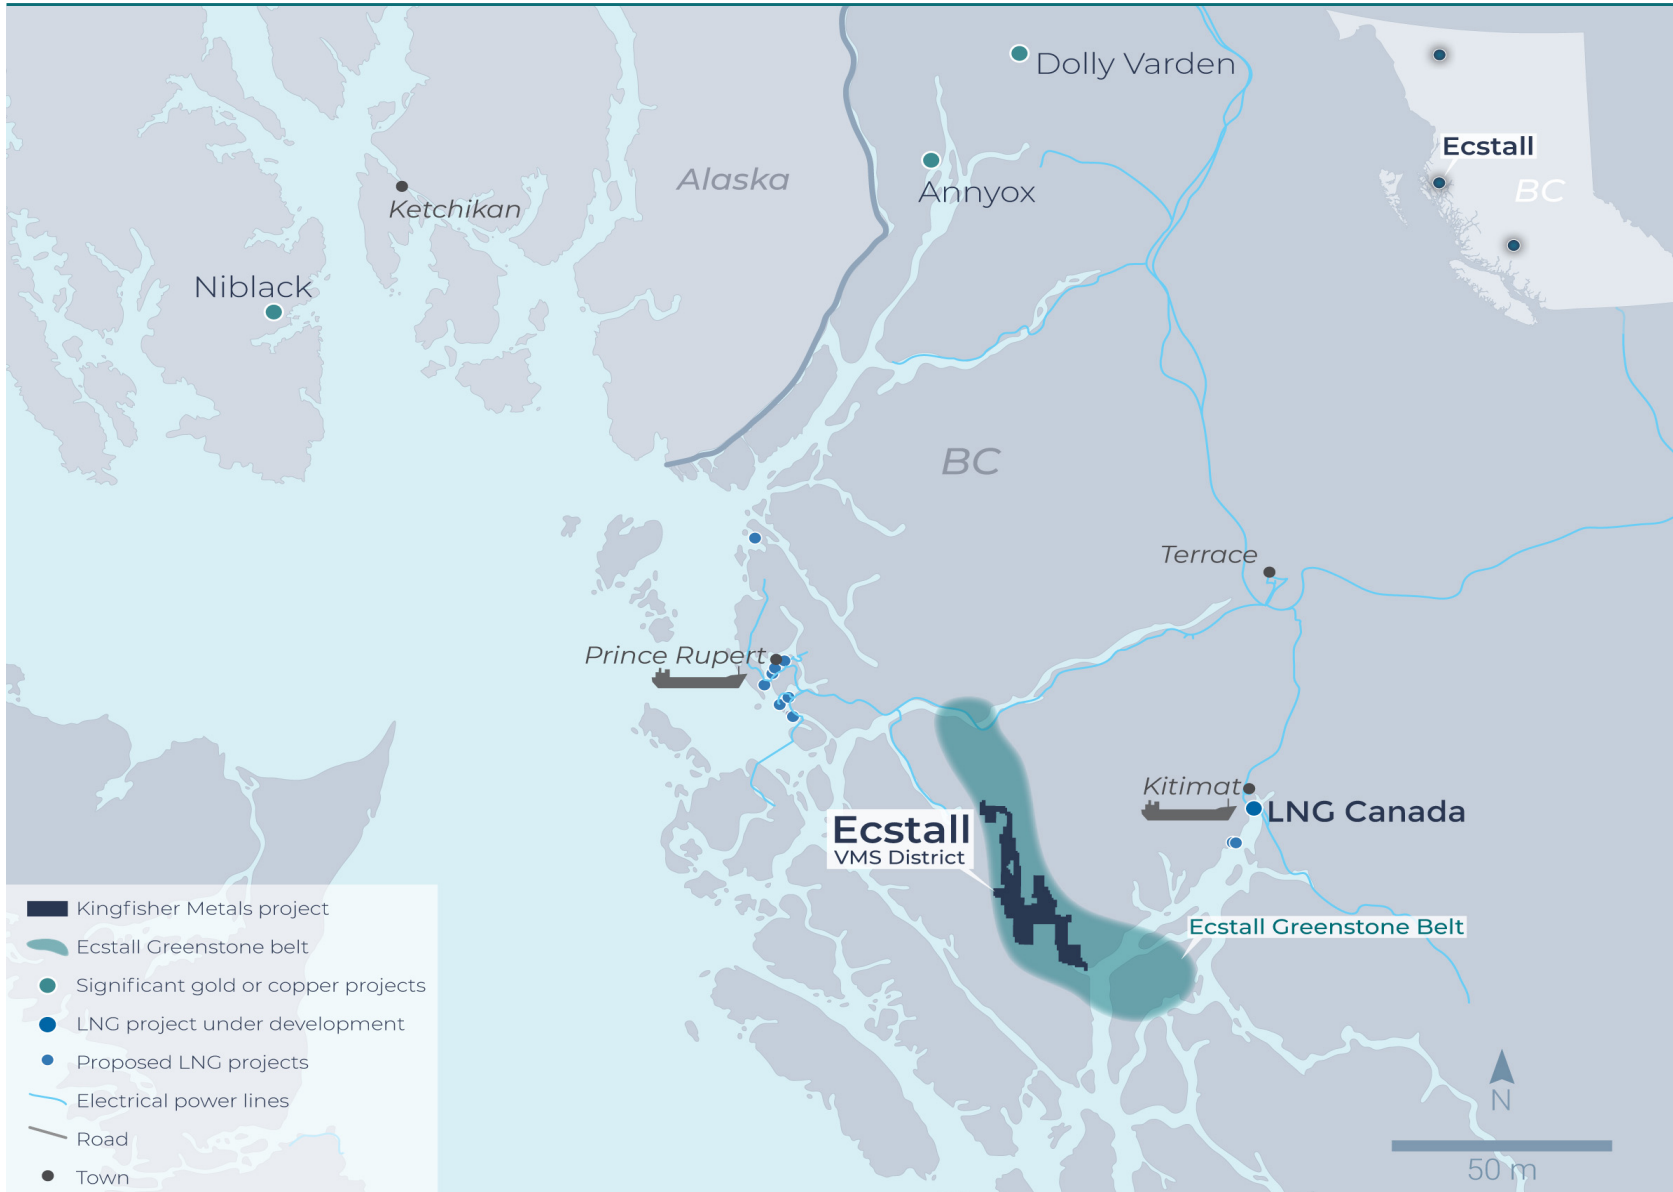 Dolly Varden
Ecstall
BC
Alaska
Annyox
Ketchikan
Niblack
BC
Terrace
Prince Rupert
Kitimat
LNG Canada
Ecstall
VMS District
Ecstall Greenstone Belt
Kingfisher Metals project
Ecstall Greenstone belt
Significant gold or copper projects
LNG project under development
Proposed LNG projects
Electrical power lines
Road
Town
N
50 m